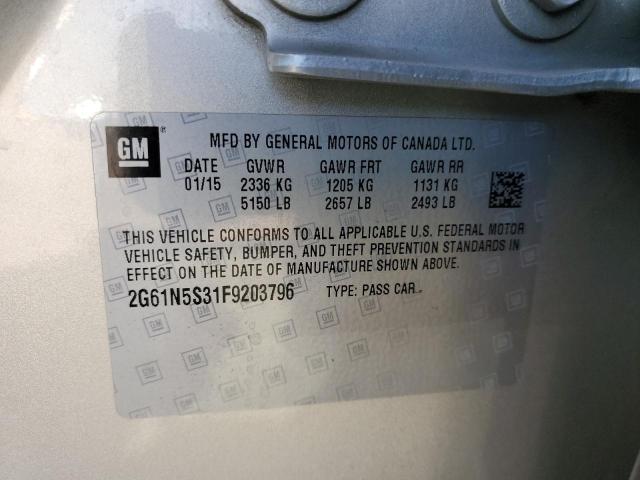 GM ®
MFD BY GENERAL MOTORS OF CANADA LTD.
DATE GVWR GAWR FRT GAWR RR
01/15 2336 KG 1205 KG 1131 KG
5150 LB 2657 LB 2493 LB
THIS VEHICLE CONFORMS TO ALL APPLICABLE U.S. FEDERAL MOTOR
VEHICLE SAFETY, BUMPER, AND THEFT PREVENTION STANDARDS IN
EFFECT ON THE DATE OF MANUFACTURE SHOWN ABOVE.
2G61N5S31F9203796 TYPE: PASS CAR